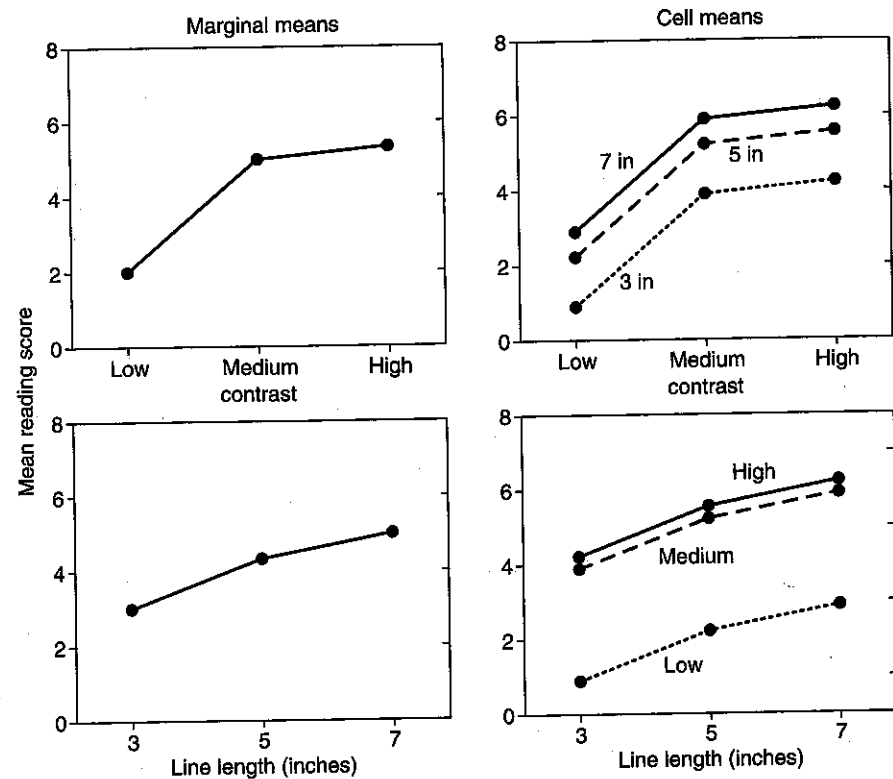 Marginal means
8
6
4
2
0
Low Medium High
contrast
Cell means
8
6
4
2
0
7 in
5 in
3 in
Low Medium High
contrast
Mean reading score
8
6
4
2
0
3 5 7
Line length (inches)
8
6
4
2
0
High
Medium
Low
3 5 7
Line length (inches)